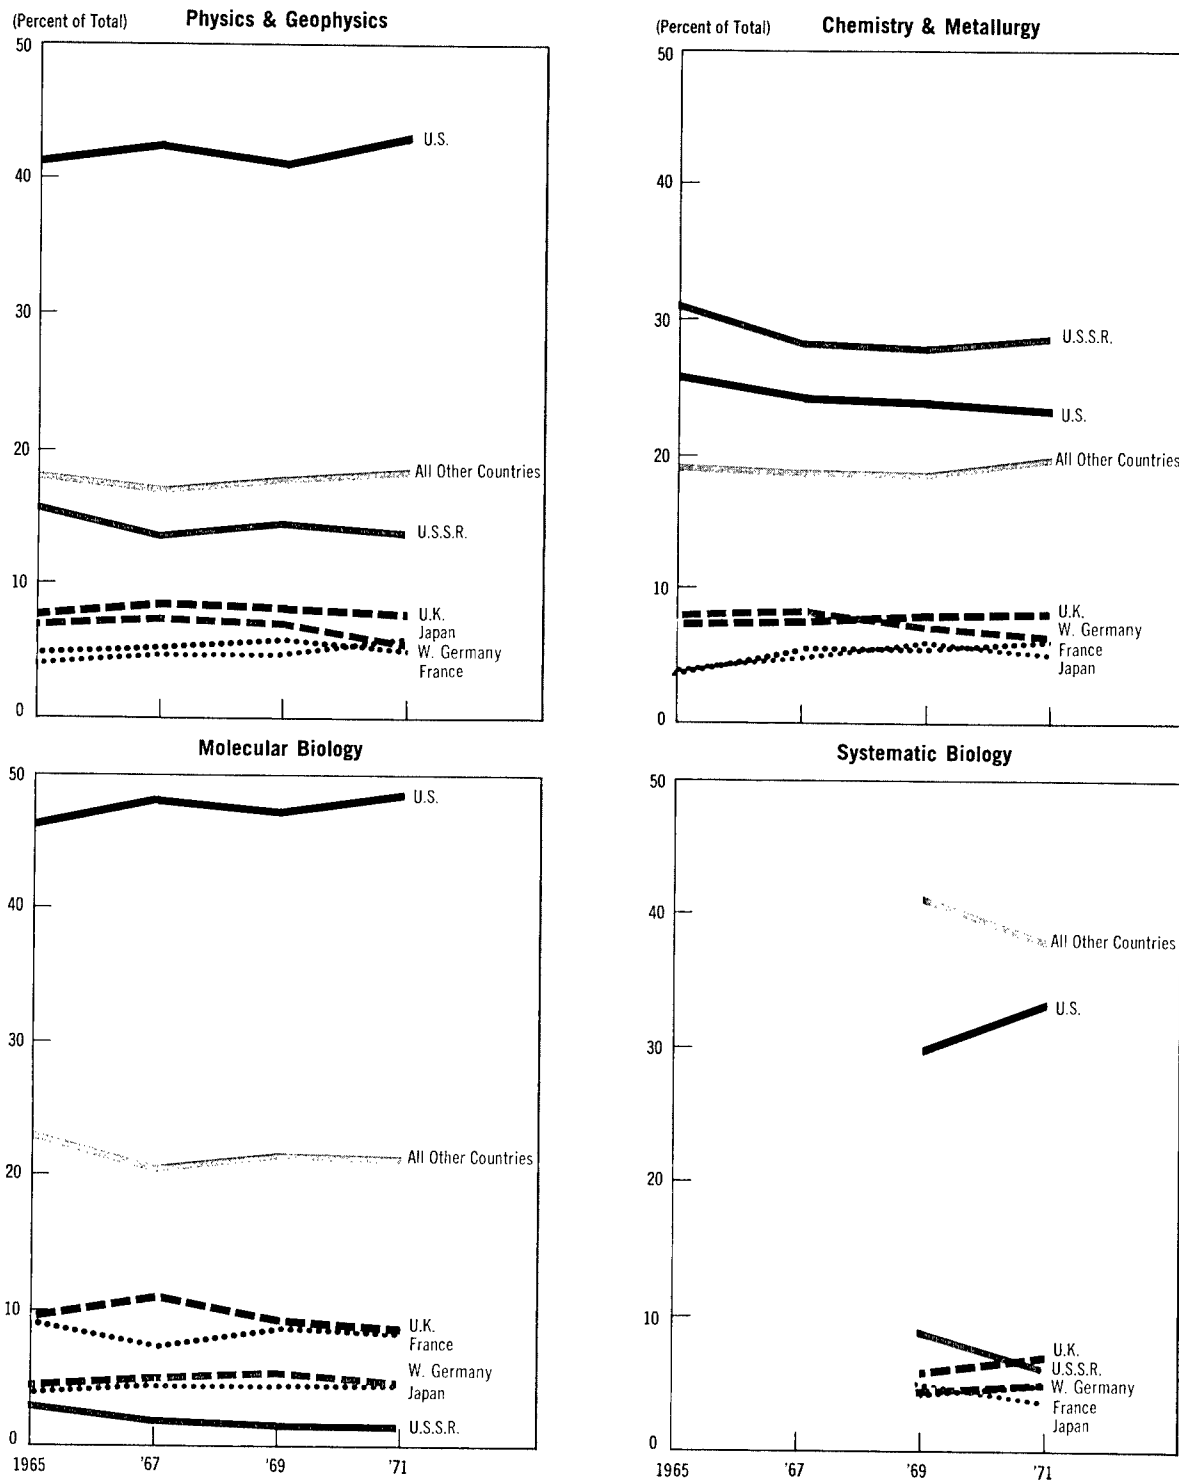 (Percent of Total)
Physics & Geophysics
50
40
30
20
10
0
U.S.
All Other Countries
U.S.S.R.
U.K.
Japan
W. Germany
France
(Percent of Total)
Chemistry & Metallurgy
50
40
30
20
10
0
U.S.S.R.
U.S.
All Other Countries
U.K.
W. Germany
France
Japan
Molecular Biology
50
40
30
20
10
0
U.S.
All Other Countries
U.K.
France
W. Germany
Japan
U.S.S.R.
1965 '67 '69 '71
Systematic Biology
50
40
30
20
10
0
All Other Countries
U.S.
U.K.
U.S.S.R.
W. Germany
France
Japan
1965 '67 '69 '71